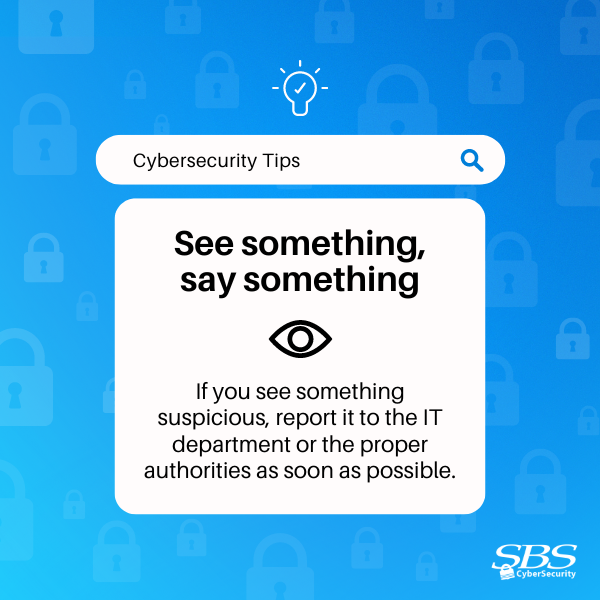 Cybersecurity Tips
See something,
say something
If you see something
suspicious, report it to the IT
department or the proper
authorities as soon as possible.
SBS
CyberSecurity